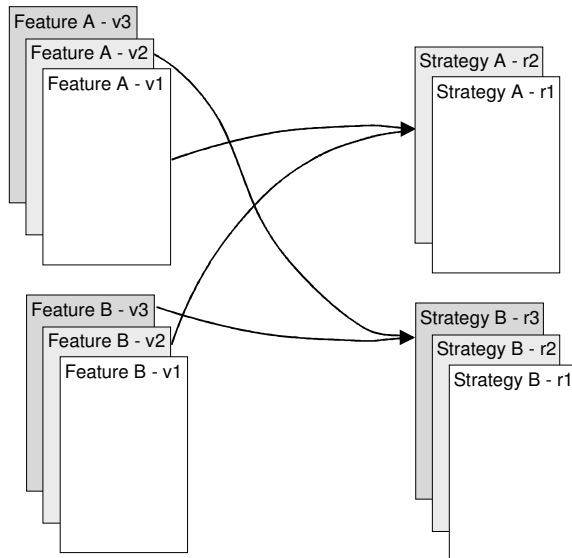 Feature A - v3
Feature A - v2
Feature A - v1
Strategy A - r2
Strategy A - r1
Feature B - v3
Feature B - v2
Feature B - v1
Strategy B - r3
Strategy B - r2
Strategy B - r1